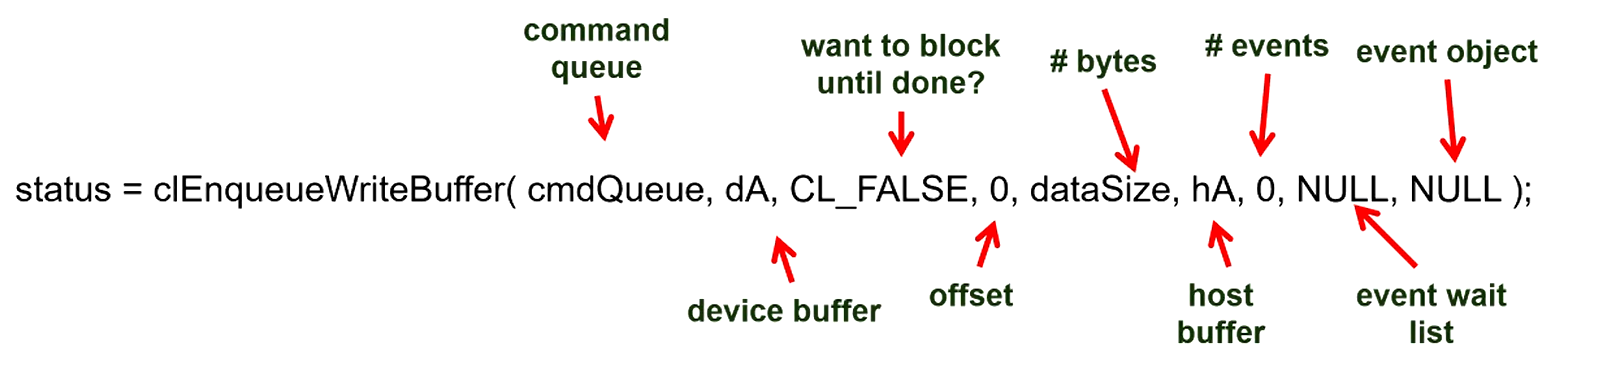 command
queue
want to block
until done?
# bytes
# events
event object
status = clEnqueueWriteBuffer( cmdQueue, dA, CL_FALSE, 0, dataSize, hA, 0, NULL, NULL );
device buffer
offset
host
buffer
event wait
list